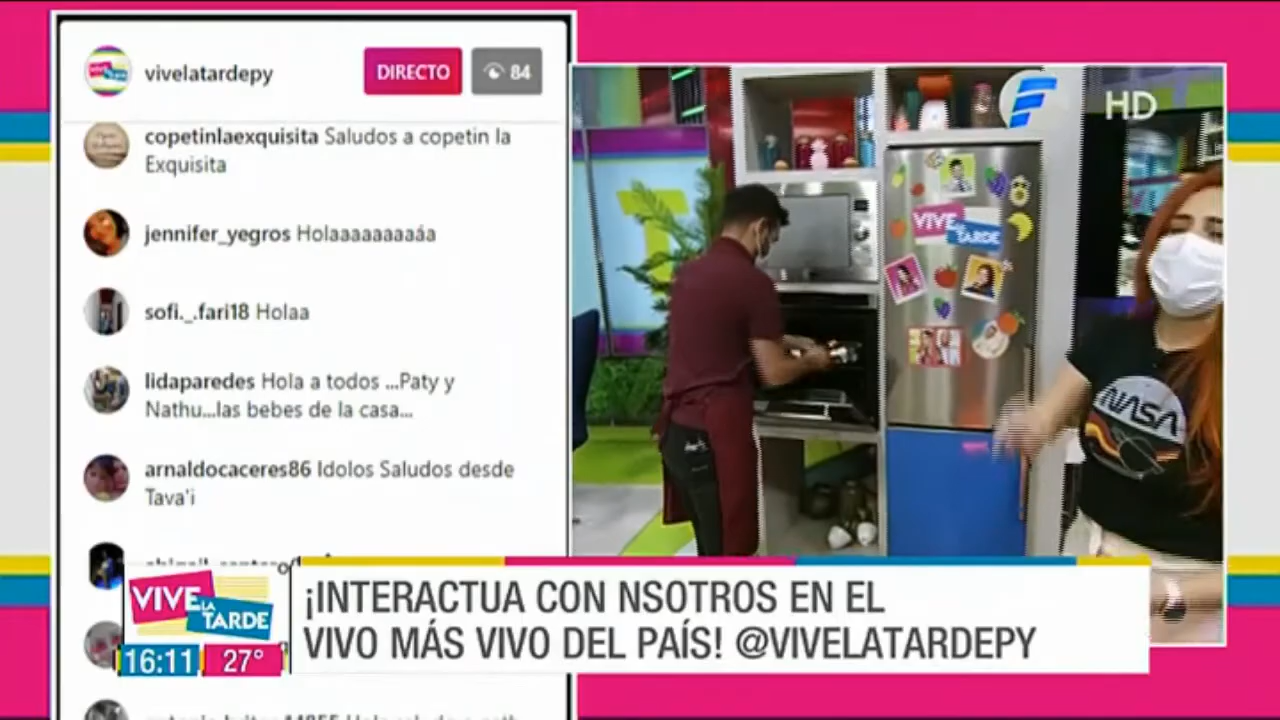 vivelatardepy
DIRECTO
84
copetinlaexquisita Saludos a copetin la
Exquisita
jennifer_yegros Holaaaaaaaaáa
sofi._.fari18 Holaa
lidaparedes Hola a todos ...Paty y
Nathu...las bebes de la casa...
arnaldocaceres86 Idolos Saludos desde
Tava'i
HD
VIVE
LA
TARDE
NASA
VIVE
LA
TARDE
16:11
27°
¡INTERACTUA CON NSOTROS EN EL
VIVO MÁS VIVO DEL PAÍS! @VIVELATARDEPY